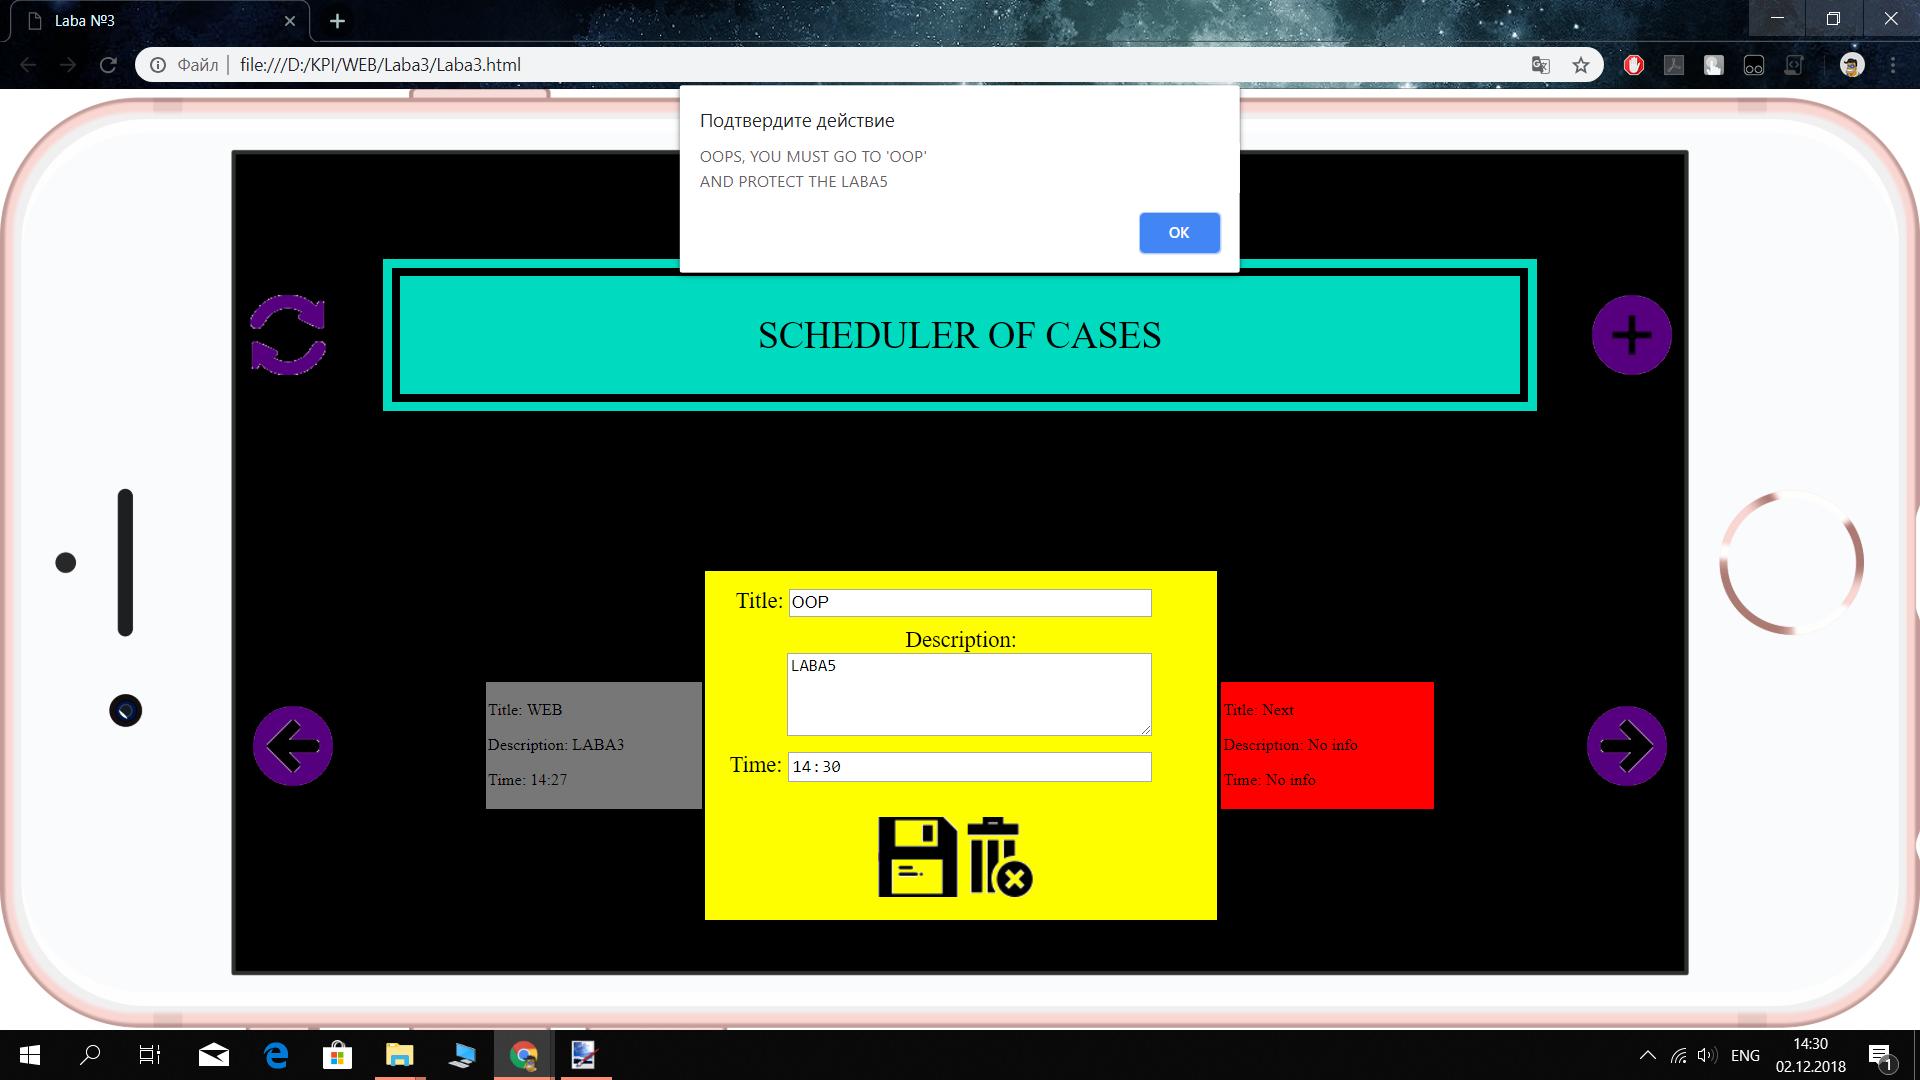 Laba №3
Файл
file:///D:/KPI/WEB/Laba3/Laba3.html
Подтвердите действие
OOPS, YOU MUST GO TO 'OOP'
AND PROTECT THE LABA5
OK
SCHEDULER OF CASES
Title: WEB
Description: LABA3
Time: 14:27
Title: OOP
Description:
LABA5
Time: 14:30
Title: Next
Description: No info
Time: No info
ENG
14:30
02.12.2018
1